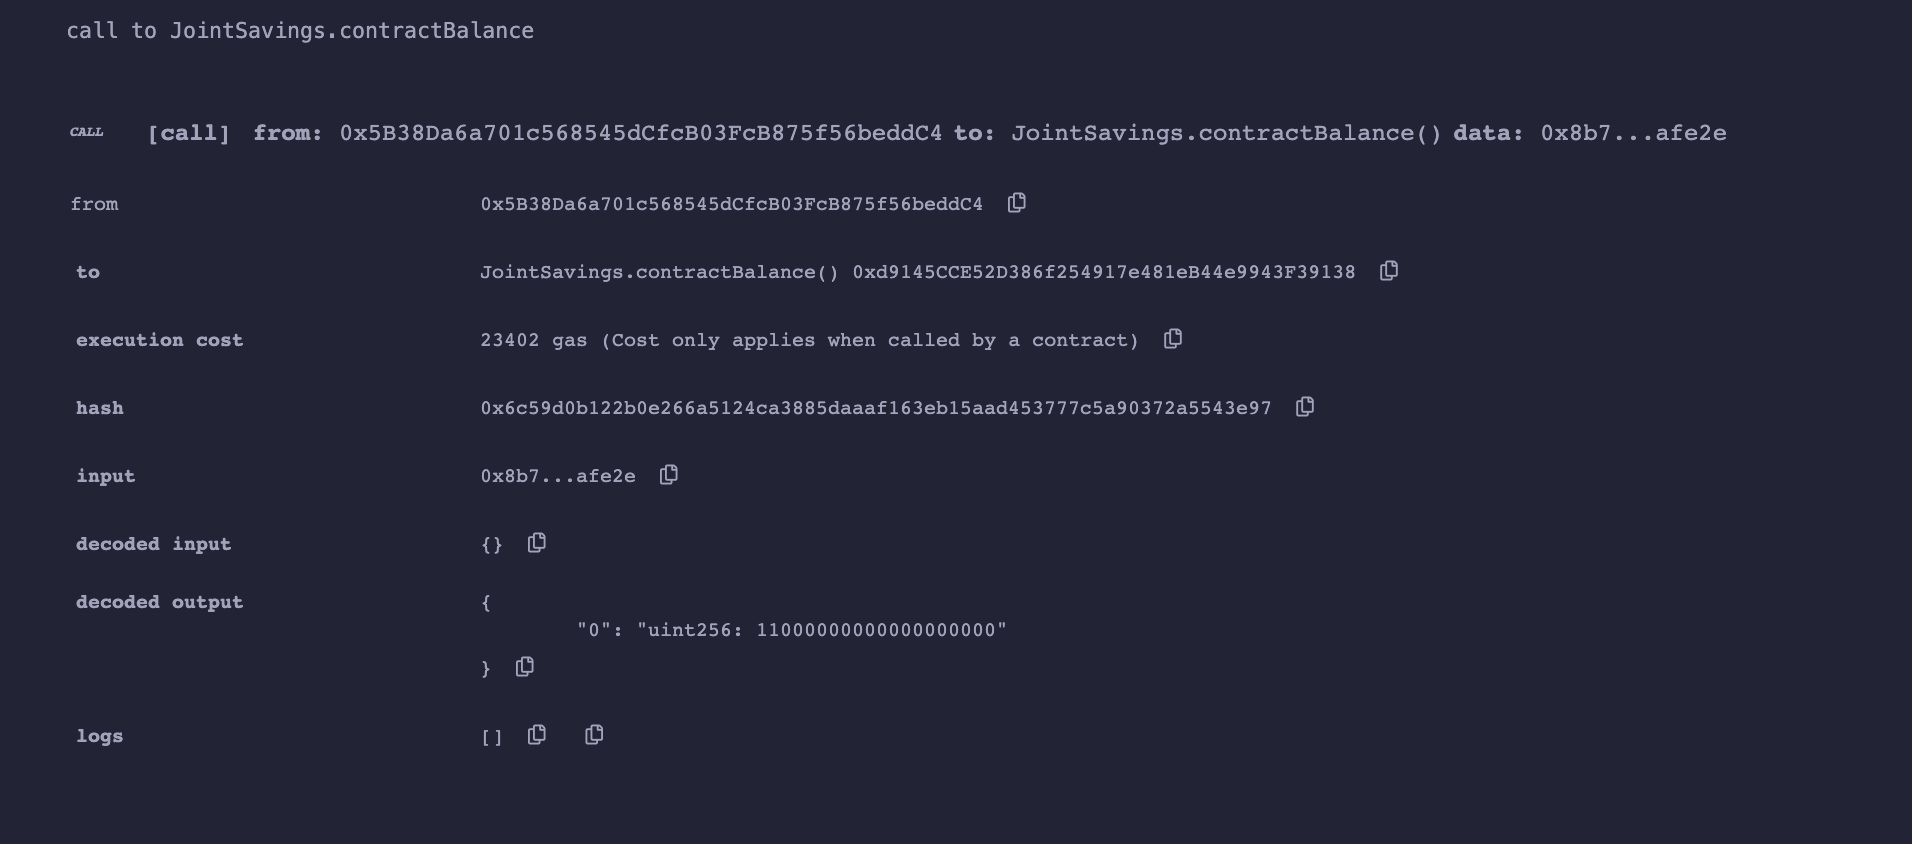 call to JointSavings.contractBalance
CALL [call] from: 0x5B38Da6a701c568545dCfcB03FcB875f56beddC4 to: JointSavings.contractBalance() data: 0x8b7...afe2e
from 0x5B38Da6a701c568545dCfcB03FcB875f56beddC4
to JointSavings.contractBalance() 0xd9145CCE52D386f254917e481eB44e9943F39138
execution cost 23402 gas (Cost only applies when called by a contract)
hash 0x6c59d0b122b0e266a5124ca3885daaaf163eb15aad453777c5a90372a5543e97
input 0x8b7...afe2e
decoded input {}
decoded output {
"0": "uint256: 11000000000000000000"
}
logs []